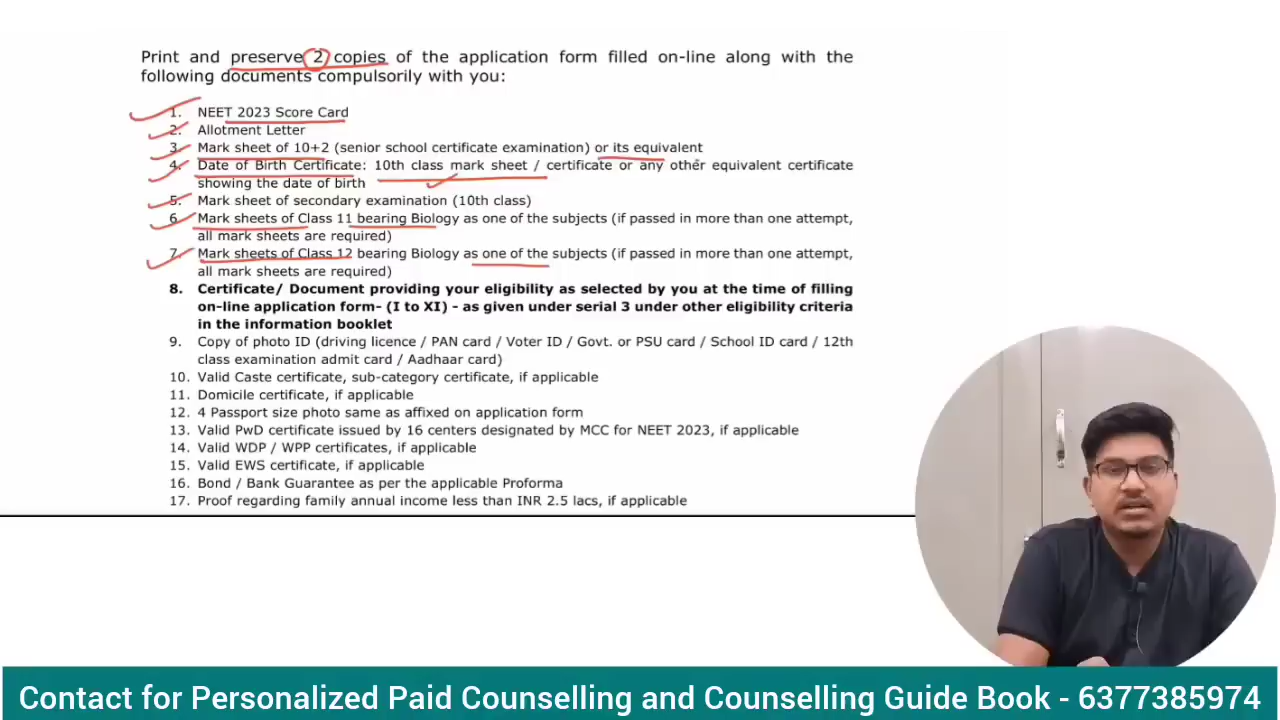 Print and preserve 2 copies of the application form filled on-line along with the
following documents compulsorily with you:
1. NEET 2023 Score Card
2. Allotment Letter
3. Mark sheet of 10+2 (senior school certificate examination) or its equivalent
4. Date of Birth Certificate: 10th class mark sheet / certificate or any other equivalent certificate
showing the date of birth
5. Mark sheet of secondary examination (10th class)
6. Mark sheets of Class 11 bearing Biology as one of the subjects (if passed in more than one attempt,
all mark sheets are required)
7. Mark sheets of Class 12 bearing Biology as one of the subjects (if passed in more than one attempt,
all mark sheets are required)
8. Certificate/ Document providing your eligibility as selected by you at the time of filling
on-line application form- (I to XI) - as given under serial 3 under other eligibility criteria
in the information booklet
9. Copy of photo ID (driving licence / PAN card / Voter ID / Govt. or PSU card / School ID card / 12th
class examination admit card / Aadhaar card)
10. Valid Caste certificate, sub-category certificate, if applicable
11. Domicile certificate, if applicable
12. 4 Passport size photo same as affixed on application form
13. Valid PwD certificate issued by 16 centers designated by MCC for NEET 2023, if applicable
14. Valid WDP / WPP certificates, if applicable
15. Valid EWS certificate, if applicable
16. Bond / Bank Guarantee as per the applicable Proforma
17. Proof regarding family annual income less than INR 2.5 lacs, if applicable
Contact for Personalized Paid Counselling and Counselling Guide Book - 6377385974